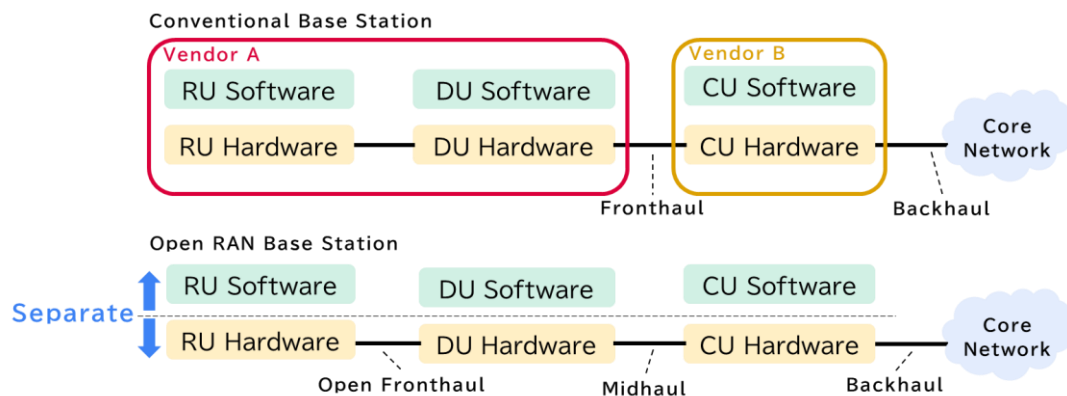 Conventional Base Station
Vendor A
Vendor B
RU Software
DU Software
CU Software
RU Hardware
DU Hardware
CU Hardware
Core
Network
Fronthaul
Backhaul
Open RAN Base Station
RU Software
DU Software
CU Software
Separate
RU Hardware
DU Hardware
CU Hardware
Core
Network
Open Fronthaul
Midhaul
Backhaul